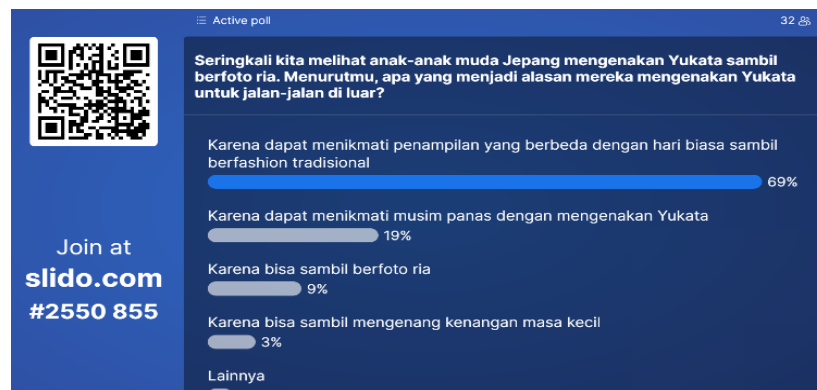 Active poll
32
Seringkali kita melihat anak-anak muda Jepang mengenakan Yukata sambil
berfoto ria. Menurutmu, apa yang menjadi alasan mereka mengenakan Yukata
untuk jalan-jalan di luar?
Karena dapat menikmati penampilan yang berbeda dengan hari biasa sambil
berfashion tradisional
69%
Karena dapat menikmati musim panas dengan mengenakan Yukata
19%
Karena bisa sambil berfoto ria
9%
Karena bisa sambil mengenang kenangan masa kecil
3%
Lainnya
Join at
slido.com
#2550 855